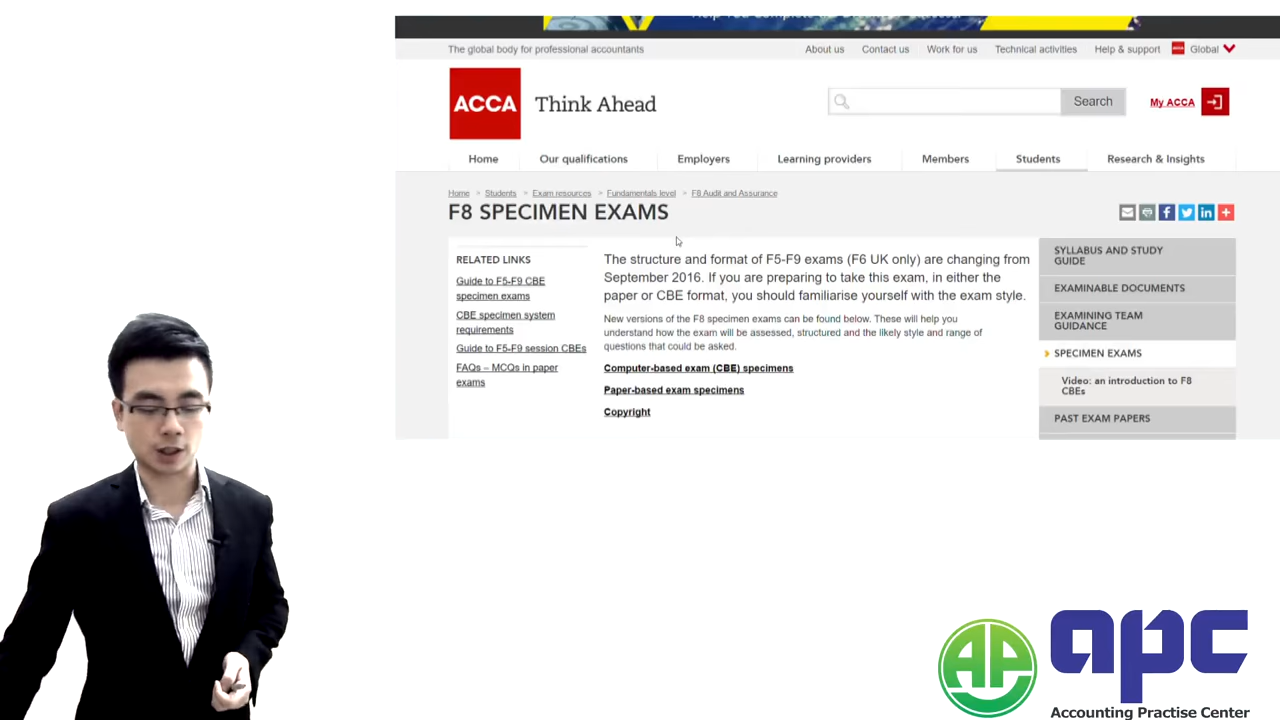 Help You Complete
The global body for professional accountants
About us
Contact us
Work for us
Technical activities
Help & support
ACCA
Global
ACCA
Think Ahead
Search
My ACCA
Home
Our qualifications
Employers
Learning providers
Members
Students
Research & Insights
Home > Students > Exam resources > Fundamentals level > F8 Audit and Assurance
F8 SPECIMEN EXAMS
RELATED LINKS
Guide to F5-F9 CBE
specimen exams
CBE specimen system
requirements
Guide to F5-F9 session CBEs
FAQs – MCQs in paper
exams
The structure and format of F5-F9 exams (F6 UK only) are changing from
September 2016. If you are preparing to take this exam, in either the
paper or CBE format, you should familiarise yourself with the exam style.
New versions of the F8 specimen exams can be found below. These will help you
understand how the exam will be assessed, structured and the likely style and range of
questions that could be asked.
Computer-based exam (CBE) specimens
Paper-based exam specimens
Copyright
SYLLABUS AND STUDY
GUIDE
EXAMINABLE DOCUMENTS
EXAMINING TEAM
GUIDANCE
SPECIMEN EXAMS
Video: an introduction to F8
CBEs
PAST EXAM PAPERS
AP
apc
Accounting Practise Center